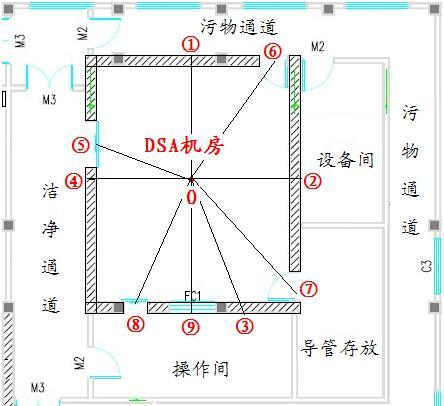 污物通道
M3
M2
①
⑥
M2
M3
DSA机房
⑤
设备间
污物通道
④
0
②
洁净通道
C3
⑦
FC1
⑧
⑨
③
导管存放
M2
操作间
M3